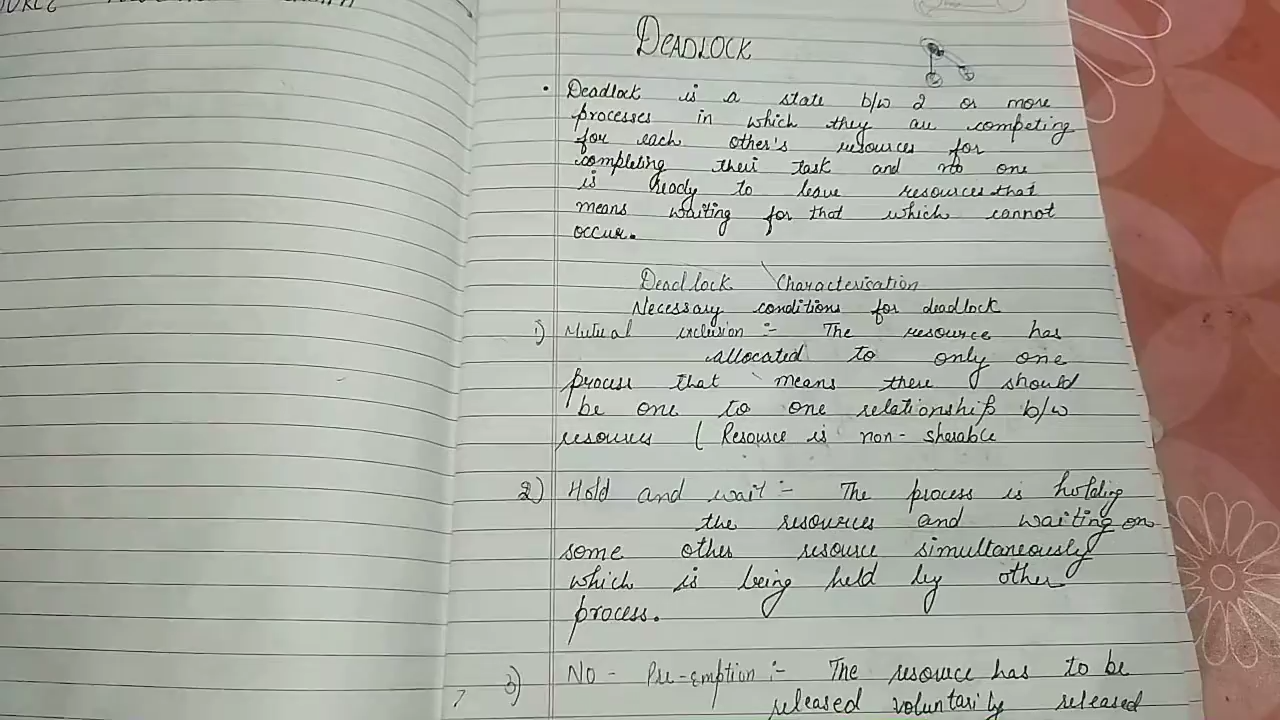 DEADLOCK
• Deadlock is a state b/w 2 or more
processes in which they are competing
for each other's resources for
completing their task and no one
is ready to leave resources that
means waiting for that which cannot
occur.
Deadlock Characterisation
Necessary conditions for deadlock
1) Mutual inclusion :- The resource has
allocated to only one
process that means there should
be one to one relationship b/w
resources ( Resource is non-sherable
2) Hold and wait :- The process is holding
the resources and waiting on
some other resource simultaneously
which is being held by other
process.
3) No - Pre-emption :- The resource has to be
released voluntarily released